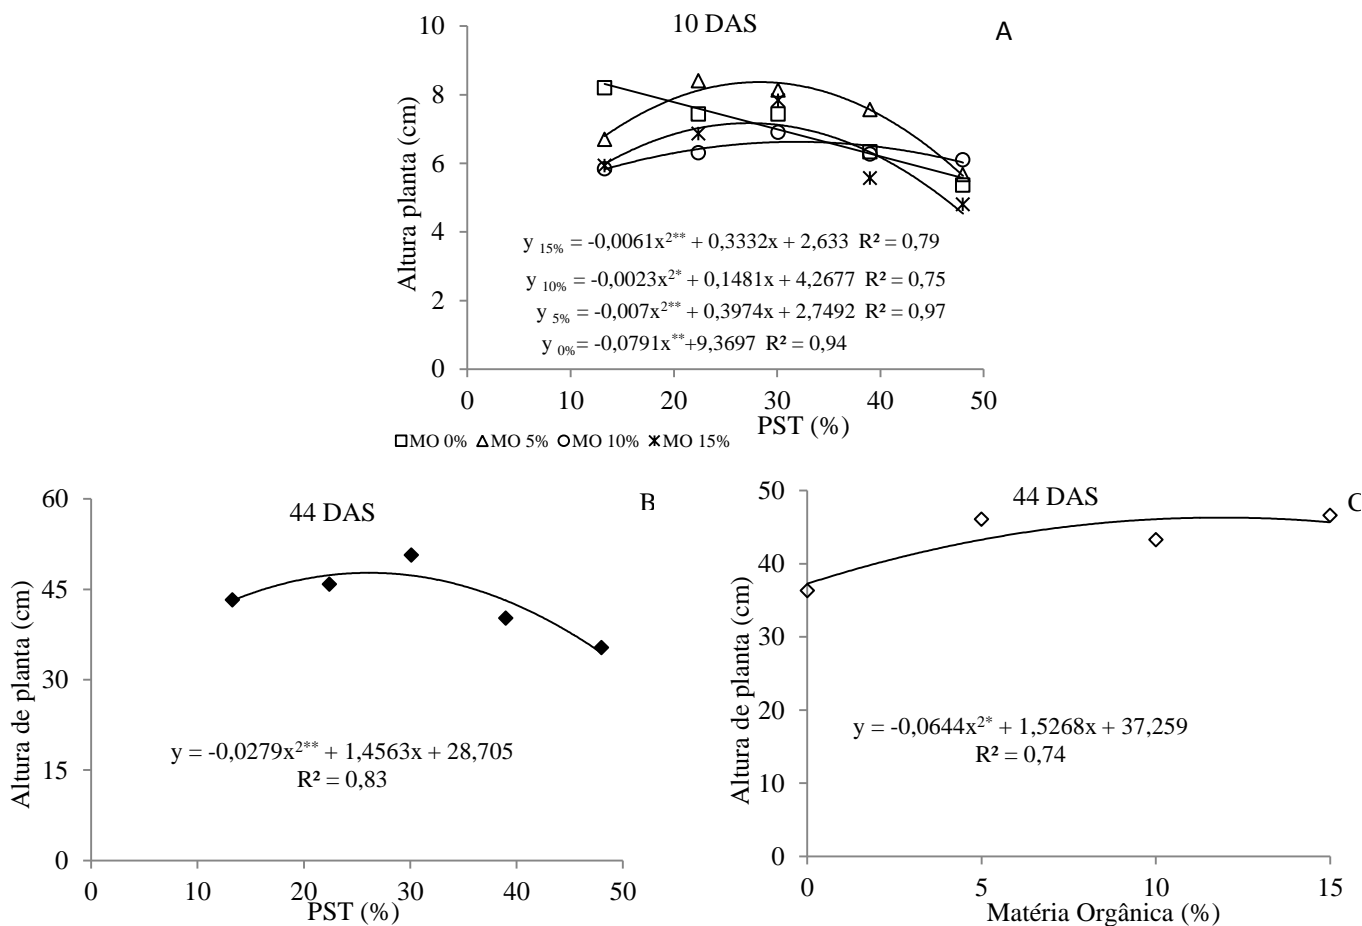 10 DAS
A
Altura planta (cm)
10
8
6
4
2
0
y 15% = -0,0061x2** + 0,3332x + 2,633 R² = 0,79
y 10% = -0,0023x2* + 0,1481x + 4,2677 R² = 0,75
y 5% = -0,007x2** + 0,3974x + 2,7492 R² = 0,97
y 0%= -0,0791x**+9,3697 R² = 0,94
0 10 20 30 40 50
PST (%)
MO 0% MO 5% MO 10% MO 15%
44 DAS
B
Altura de planta (cm)
60
45
30
15
0
y = -0,0279x2** + 1,4563x + 28,705
R² = 0,83
0 10 20 30 40 50
PST (%)
44 DAS
C
Altura de planta (cm)
50
40
30
20
10
0
y = -0,0644x2* + 1,5268x + 37,259
R² = 0,74
0 5 10 15
Matéria Orgânica (%)